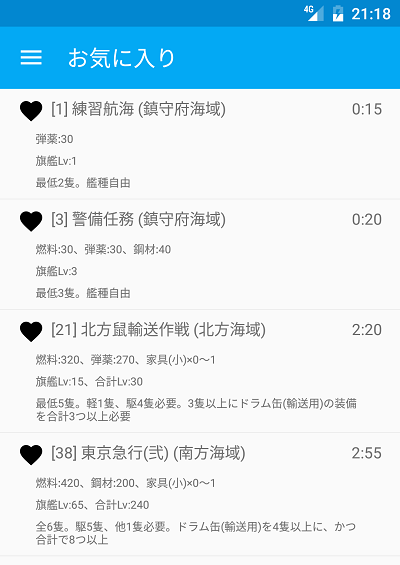 4G 21:18
お気に入り
[1] 練習航海 (鎮守府海域) 0:15
弾薬:30
旗艦Lv:1
最低2隻。艦種自由
[3] 警備任務 (鎮守府海域) 0:20
燃料:30、弾薬:30、鋼材:40
旗艦Lv:3
最低3隻。艦種自由
[21] 北方鼠輸送作戦 (北方海域) 2:20
燃料:320、弾薬:270、家具(小)×0〜1
旗艦Lv:15、合計Lv:30
最低5隻。軽1隻、駆4隻必要。3隻以上にドラム缶(輸送用)の装備
を合計3つ以上必要
[38] 東京急行(弐) (南方海域) 2:55
燃料:420、鋼材:200、家具(小)×0〜1
旗艦Lv:65、合計Lv:240
全6隻。駆5隻、他1隻必要。ドラム缶(輸送用)を4隻以上に、かつ
合計で8つ以上